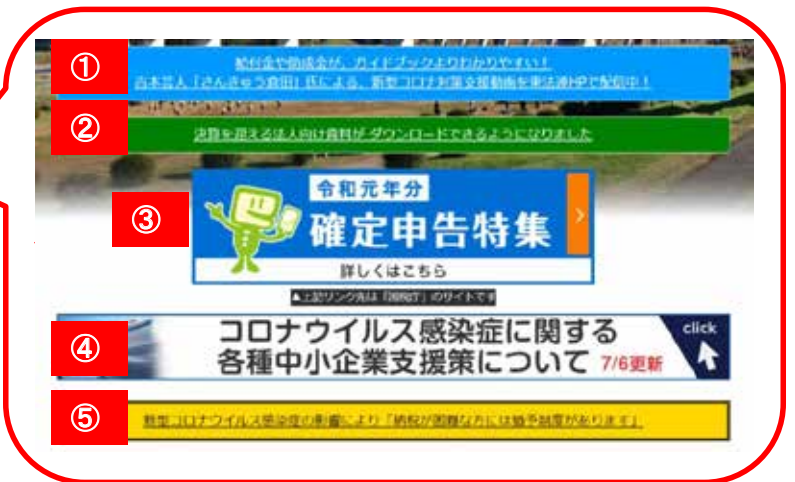 ①
給付金や助成金が、ガイドブックよりわかりやすい!
吉本芸人「さんきゅう倉田」氏による、新型コロナ対策支援動画を東法連HPで配信中!
②
決算を迎える法人向け資料がダウンロードできるようになりました
③
令和元年分
確定申告特集
詳しくはこちら
▲上記リンク先は「国税庁」のサイトです
④
コロナウイルス感染症に関する
各種中小企業支援策について 7/6更新
click
⑤
新型コロナウイルス感染症の影響により「納税が困難な方には猶予制度があります」